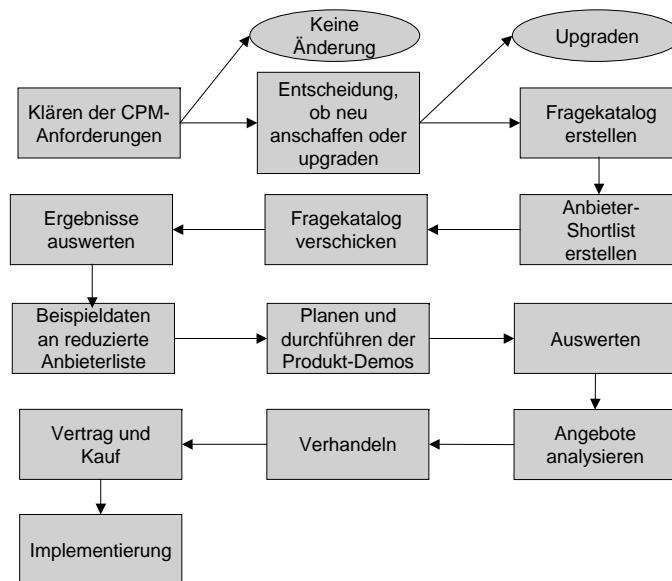 Keine
Änderung
Upgraden
Klären der CPM-
Anforderungen
Entscheidung,
ob neu
anschaffen oder
upgraden
Fragekatalog
erstellen
Ergebnisse
auswerten
Fragekatalog
verschicken
Anbieter-
Shortlist
erstellen
Beispieldaten
an reduzierte
Anbieterliste
Planen und
durchführen der
Produkt-Demos
Auswerten
Vertrag und
Kauf
Verhandeln
Angebote
analysieren
Implementierung